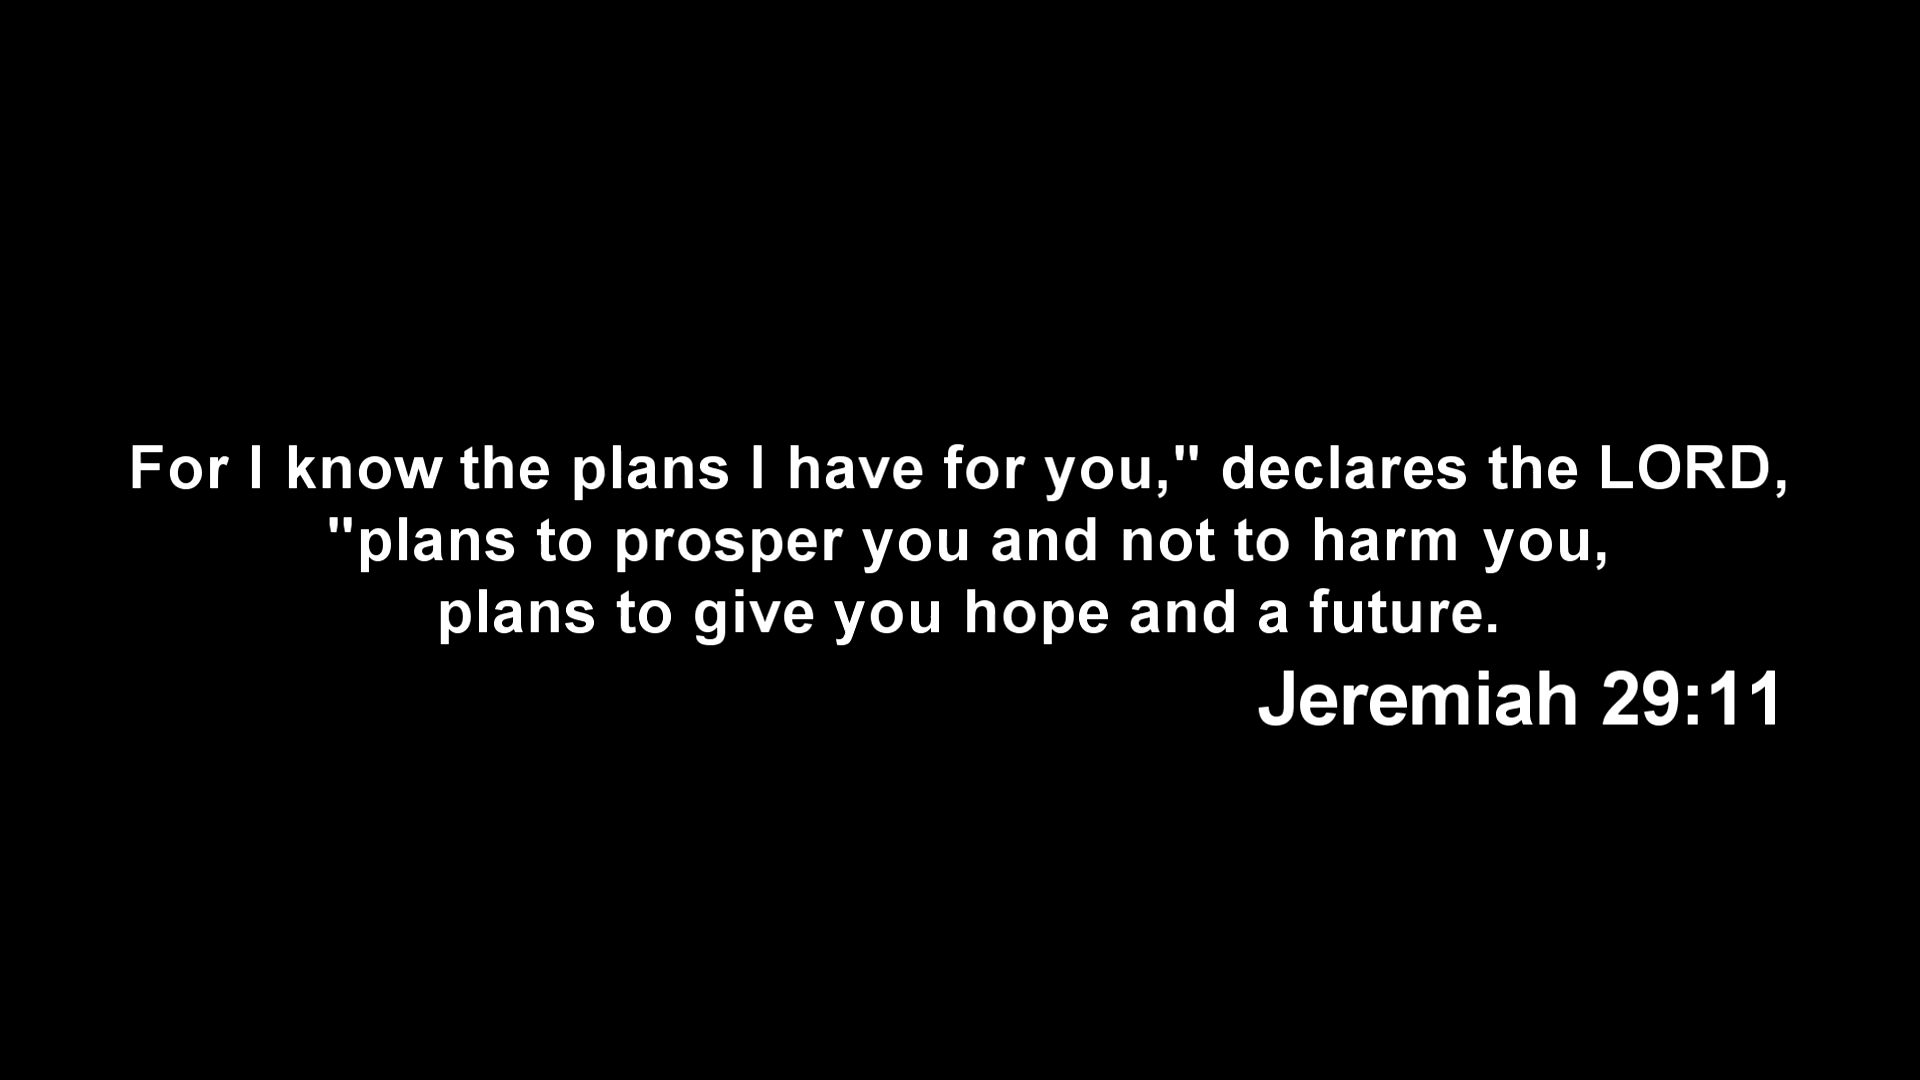 For I know the plans I have for you," declares the LORD,
"plans to prosper you and not to harm you,
plans to give you hope and a future.
Jeremiah 29:11